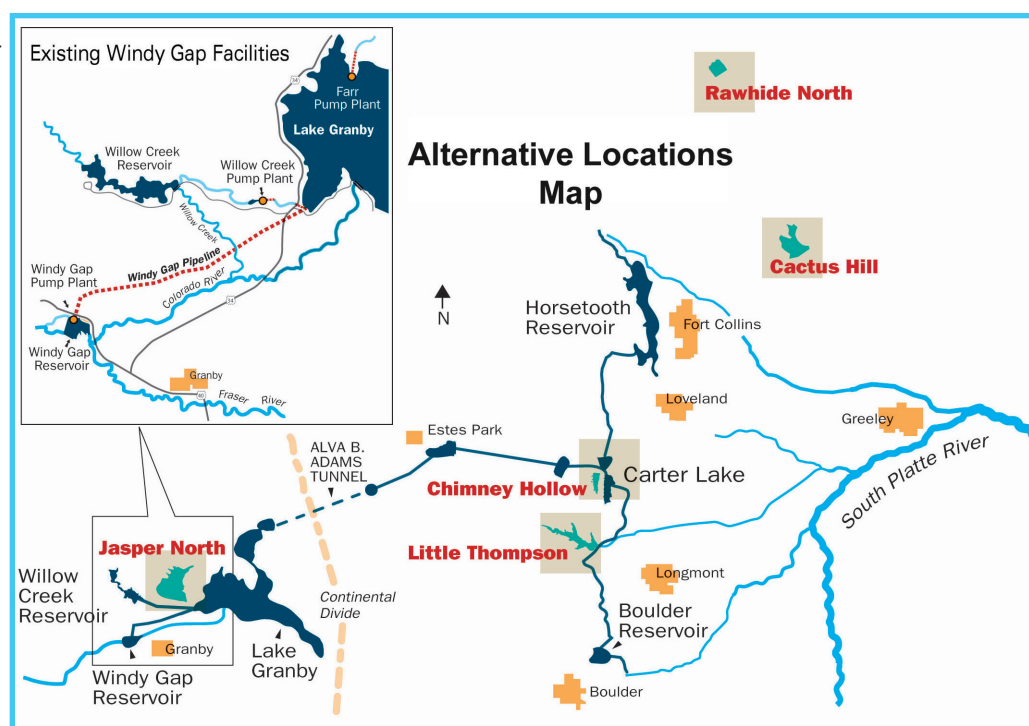 Existing Windy Gap Facilities
34
Farr
Pump Plant
Lake Granby
Willow Creek
Reservoir
Willow Creek
Pump Plant
Willow Creek
Windy Gap Pipeline
Colorado River
Windy Gap
Pump Plant
34
Windy Gap
Reservoir
Granby
40
Fraser River
Alternative Locations
Map
N
Rawhide North
Cactus Hill
Horsetooth
Reservoir
Fort Collins
Loveland
Greeley
South Platte River
Estes Park
ALVA B.
ADAMS
TUNNEL
Chimney Hollow
Carter Lake
Little Thompson
Longmont
Jasper North
Willow
Creek
Reservoir
Continental
Divide
Boulder
Reservoir
Granby
Lake
Granby
Windy Gap
Reservoir
Boulder